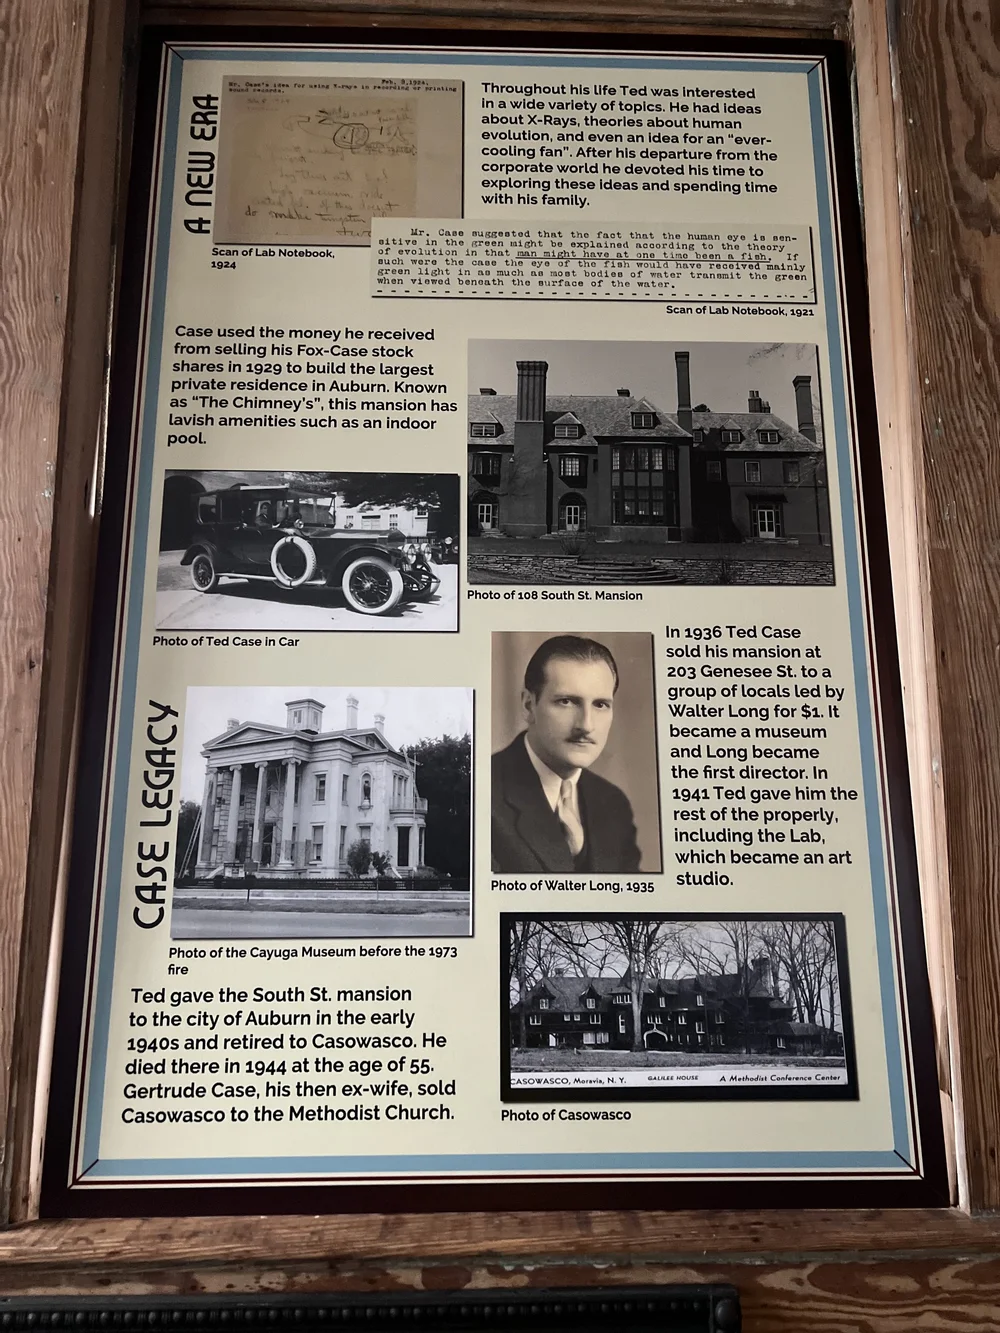 A NEW ERA
Feb. 8,1924.
Mr. Case's idea for using X-rays in recording or printing
sound records.
do make tungsten
Scan of Lab Notebook,
1924
Throughout his life Ted was interested
in a wide variety of topics. He had ideas
about X-Rays, theories about human
evolution, and even an idea for an “ever-
cooling fan”. After his departure from the
corporate world he devoted his time to
exploring these ideas and spending time
with his family.
Mr. Case suggested that the fact that the human eye is sen-
sitive in the green might be explained according to the theory
of evolution in that man might have at one time been a fish. If
such were the case the eye of the fish would have received mainly
green light in as much as most bodies of water transmit the green
when viewed beneath the surface of the water.
Scan of Lab Notebook, 1921
Case used the money he received
from selling his Fox-Case stock
shares in 1929 to build the largest
private residence in Auburn. Known
as “The Chimney’s”, this mansion has
lavish amenities such as an indoor
pool.
Photo of 108 South St. Mansion
Photo of Ted Case in Car
CASE LEGACY
In 1936 Ted Case
sold his mansion at
203 Genesee St. to a
group of locals led by
Walter Long for $1. It
became a museum
and Long became
the first director. In
1941 Ted gave him the
rest of the properly,
including the Lab,
which became an art
studio.
Photo of Walter Long, 1935
Photo of the Cayuga Museum before the 1973
fire
Ted gave the South St. mansion
to the city of Auburn in the early
1940s and retired to Casowasco. He
died there in 1944 at the age of 55.
Gertrude Case, his then ex-wife, sold
Casowasco to the Methodist Church.
CASOWASCO, Moravia, N. Y. GALILEE HOUSE A Methodist Conference Center
Photo of Casowasco